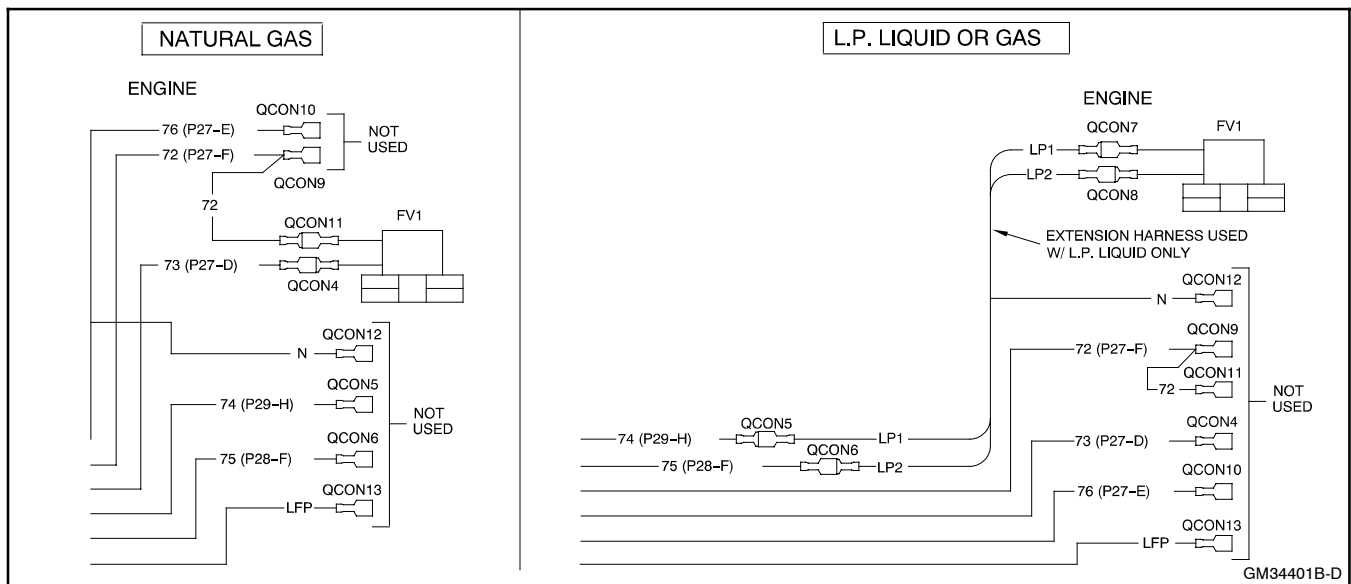 NATURAL GAS
ENGINE
QCON10
76 (P27–E)
NOT
USED
72 (P27–F)
QCON9
72
QCON11
FV1
73 (P27–D)
QCON4
QCON12
N
QCON5
74 (P29–H)
NOT
USED
QCON6
75 (P28–F)
QCON13
LFP
L.P. LIQUID OR GAS
ENGINE
QCON7
FV1
LP1
LP2
QCON8
EXTENSION HARNESS USED
W/ L.P. LIQUID ONLY
QCON12
N
QCON9
72 (P27–F)
QCON11
72
NOT
USED
QCON5
74 (P29–H)
LP1
QCON4
73 (P27–D)
QCON6
75 (P28–F)
LP2
QCON10
76 (P27–E)
QCON13
LFP
GM34401B-D